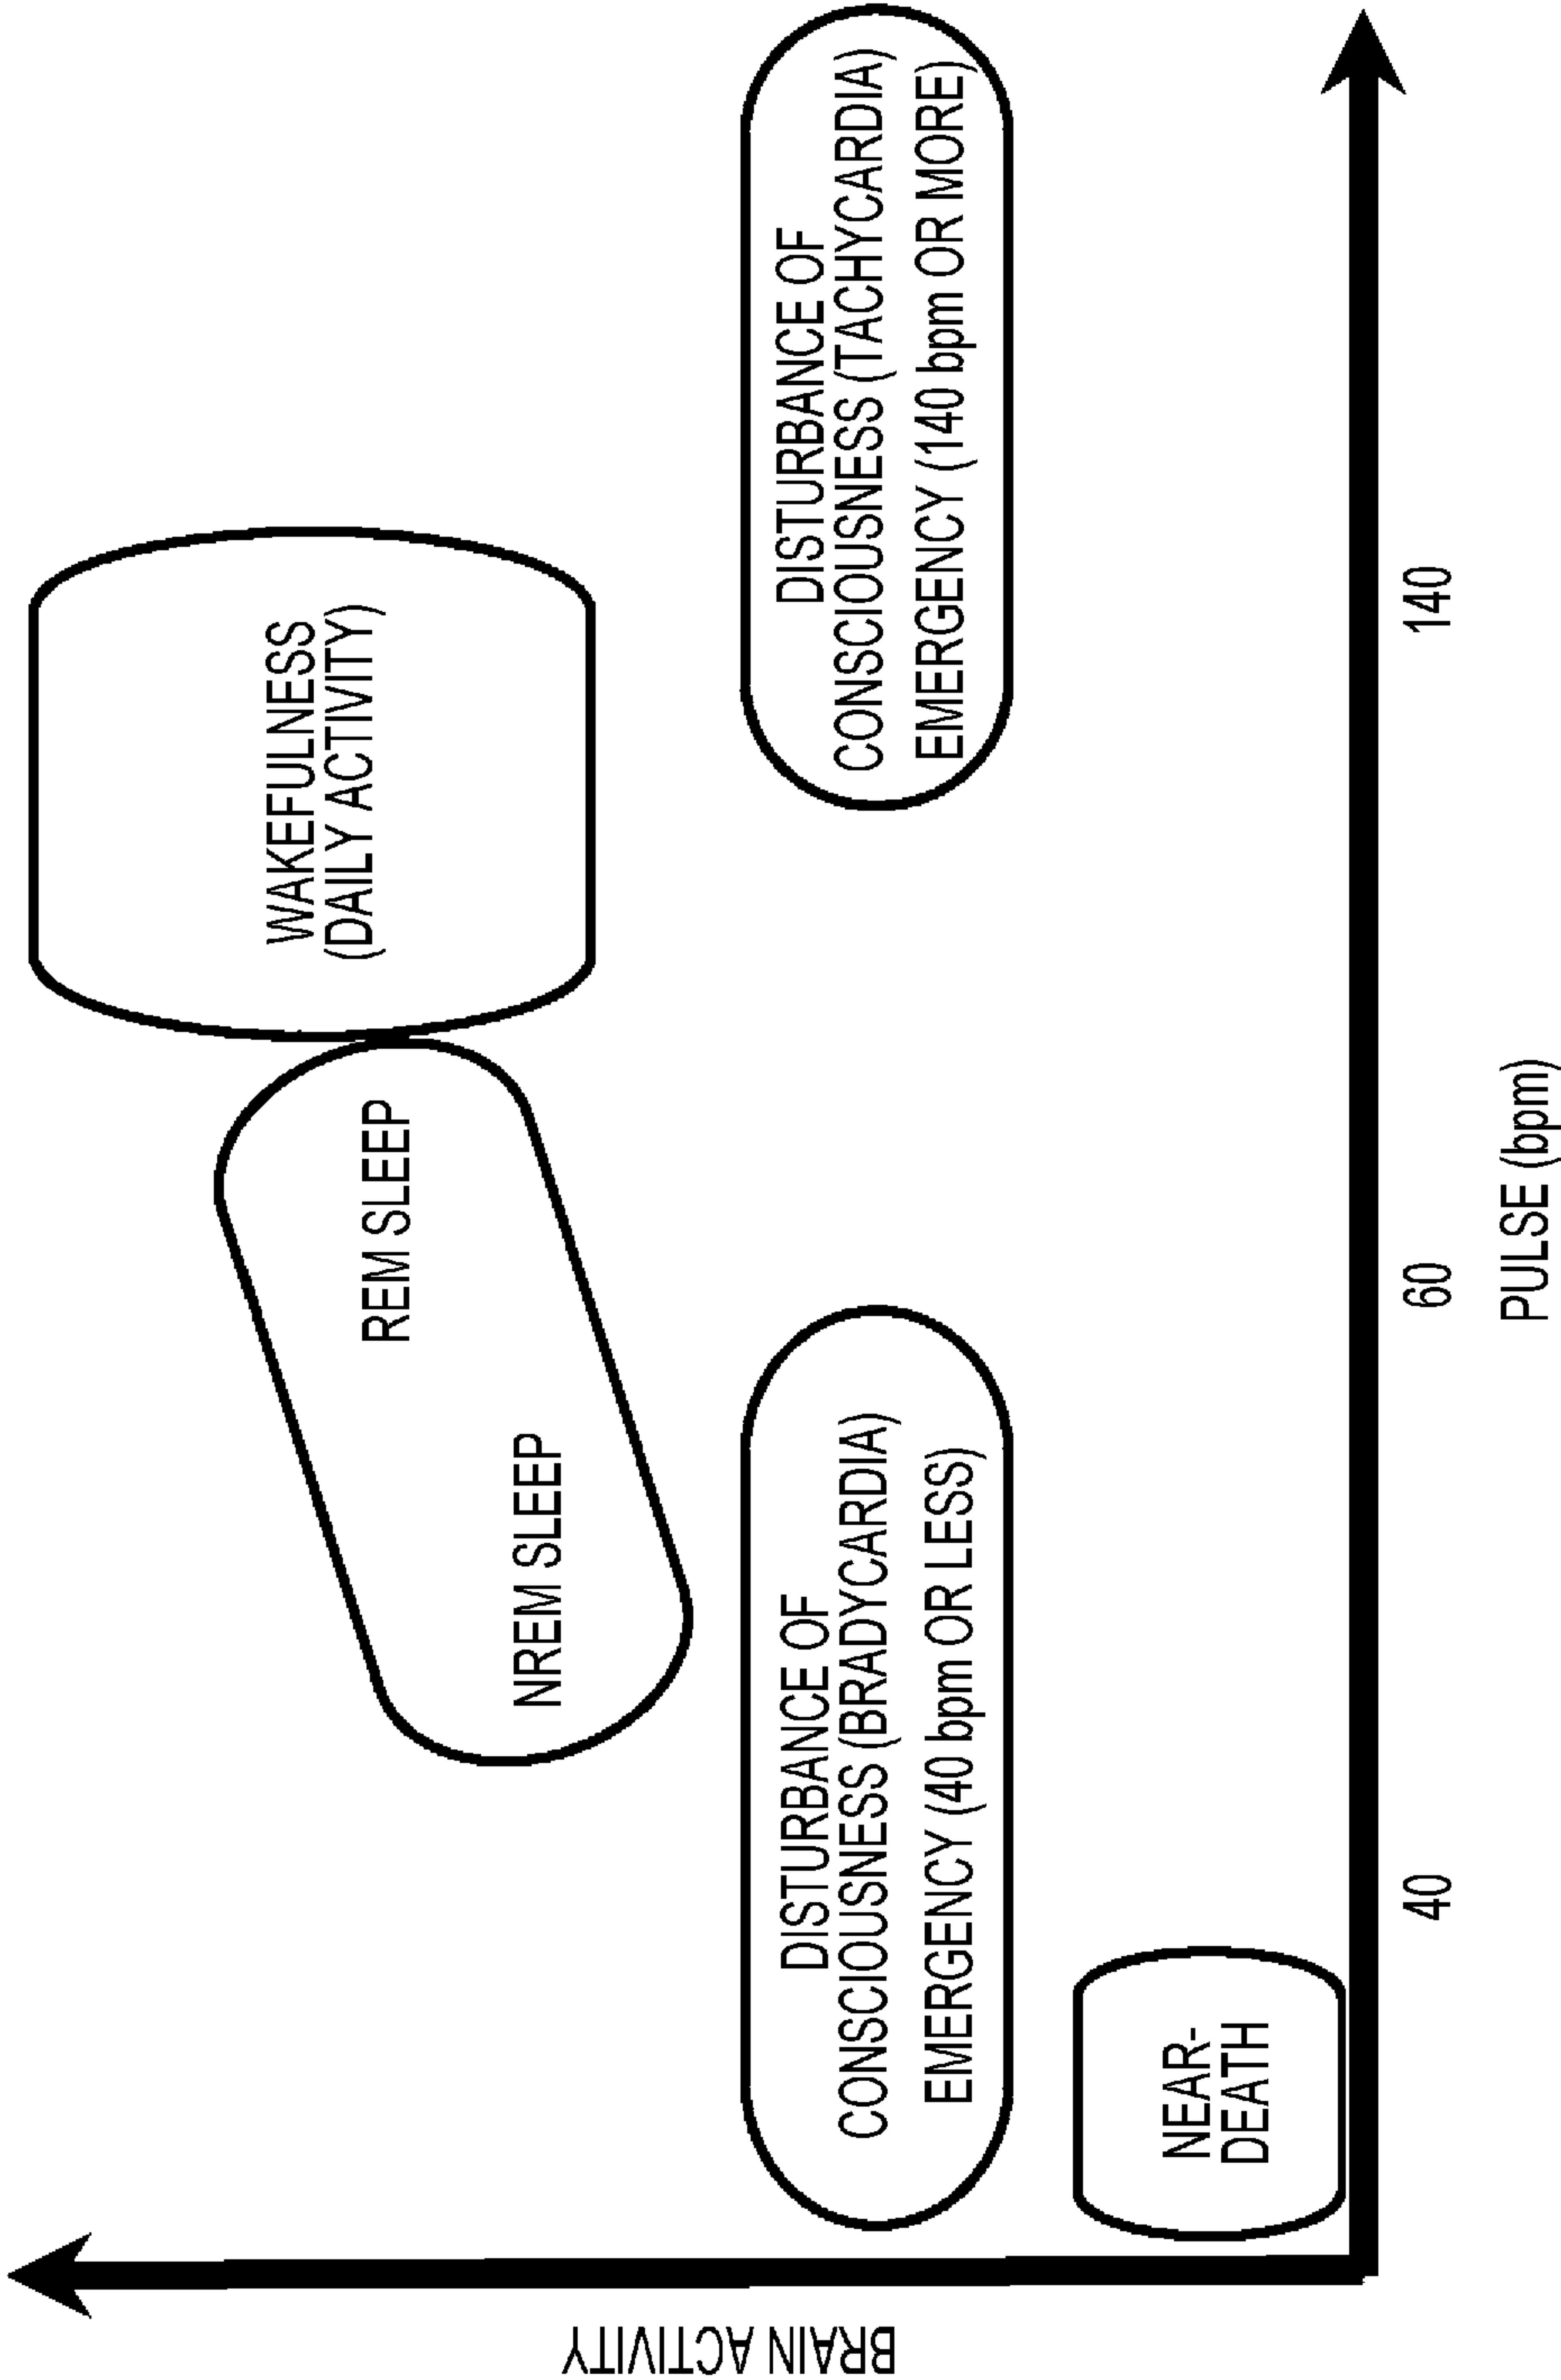 BRAIN ACTIVITY
WAKEFULNESS
(DAILY ACTIVITY)
REM SLEEP
NREM SLEEP
DISTURBANCE OF
CONSCIOUSNESS (BRADYCARDIA)
EMERGENCY (40 bpm OR LESS)
DISTURBANCE OF
CONSCIOUSNESS (TACHYCARDIA)
EMERGENCY (140 bpm OR MORE)
NEAR-
DEATH
40
60
140
PULSE (bpm)